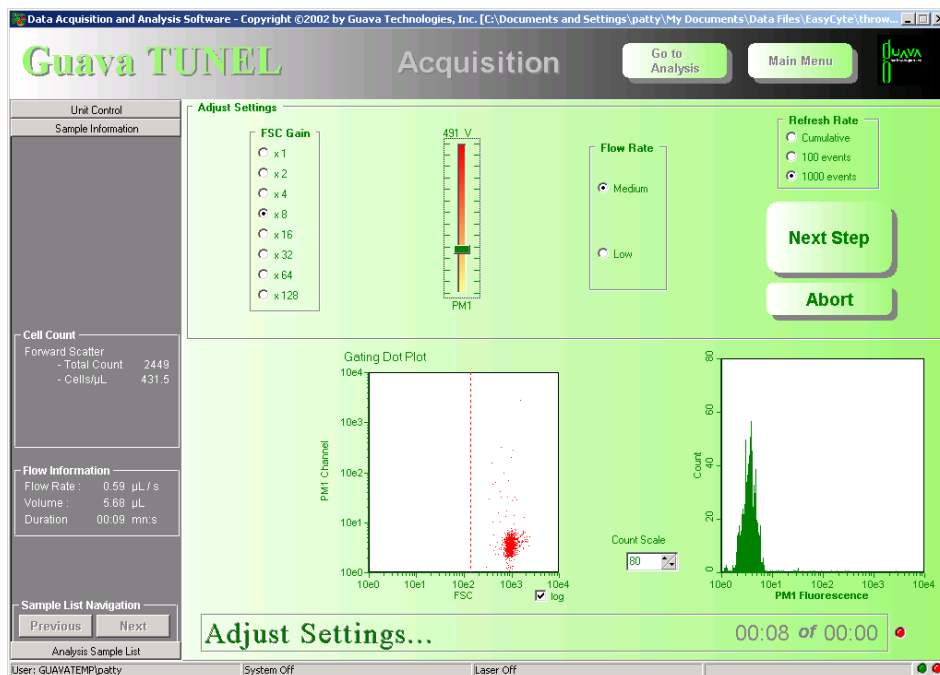 Data Acquisition and Analysis Software - Copyright ©2002 by Guava Technologies, Inc. [C:\Documents and Settings\patty\My Documents\Data Files\EasyCyte\throw...
Guava TUNEL
Acquisition
Go to
Analysis
Main Menu
GUAVA
Unit Control
Sample Information
Adjust Settings
FSC Gain
x 1
x 2
x 4
x 8
x 16
x 32
x 64
x 128
491 V
PM1
Flow Rate
Medium
Low
Refresh Rate
Cumulative
100 events
1000 events
Next Step
Abort
Cell Count
Forward Scatter
- Total Count 2449
- Cells/µL 431.5
Flow Information
Flow Rate : 0.59 µL / s
Volume : 5.68 µL
Duration 00:09 mn:s
Sample List Navigation
Previous Next
Analysis Sample List
Gating Dot Plot
PM1 Channel
10e4
10e3
10e2
10e1
10e0
10e0 10e1 10e2 10e3 10e4
FSC
log
Count Scale
80
Count
80
60
40
20
0
10e0 10e1 10e2 10e3 10e4
PM1 Fluorescence
Adjust Settings...
00:08 of 00:00
User: GUAVATEMP\patty
System Off
Laser Off